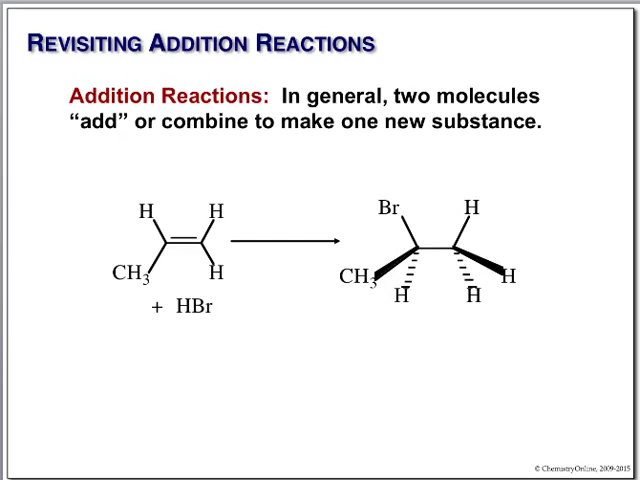 REVISITING ADDITION REACTIONS
Addition Reactions: In general, two molecules
“add” or combine to make one new substance.
H H Br H
CH3 H CH3 H H H
+ HBr
© ChemistryOnline, 2009-2015